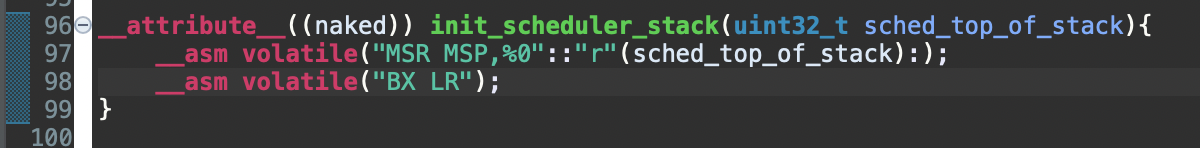 96 __attribute__((naked)) init_scheduler_stack(uint32_t sched_top_of_stack){
97 __asm volatile("MSR MSP,%0"::"r"(sched_top_of_stack):);
98 __asm volatile("BX LR");
99 }
100